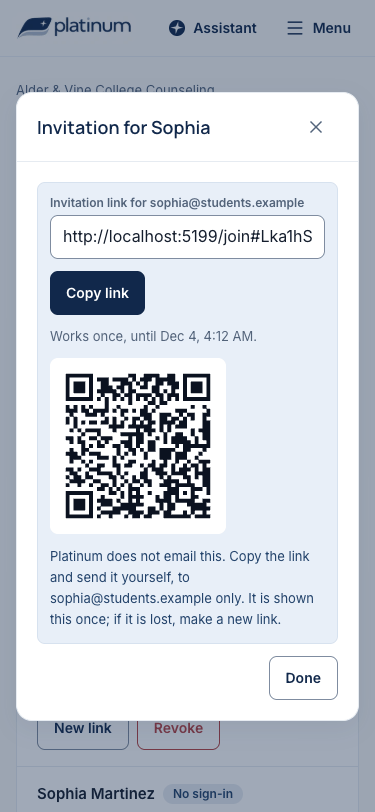 platinum
Assistant
Menu
Alder & Vine College Counseling
Invitation for Sophia
Invitation link for sophia@students.example
http://localhost:5199/join#Lka1hS
Copy link
Works once, until Dec 4, 4:12 AM.
Platinum does not email this. Copy the link
and send it yourself, to
sophia@students.example only. It is shown
this once; if it is lost, make a new link.
Done
New link
Revoke
Sophia Martinez
No sign-in